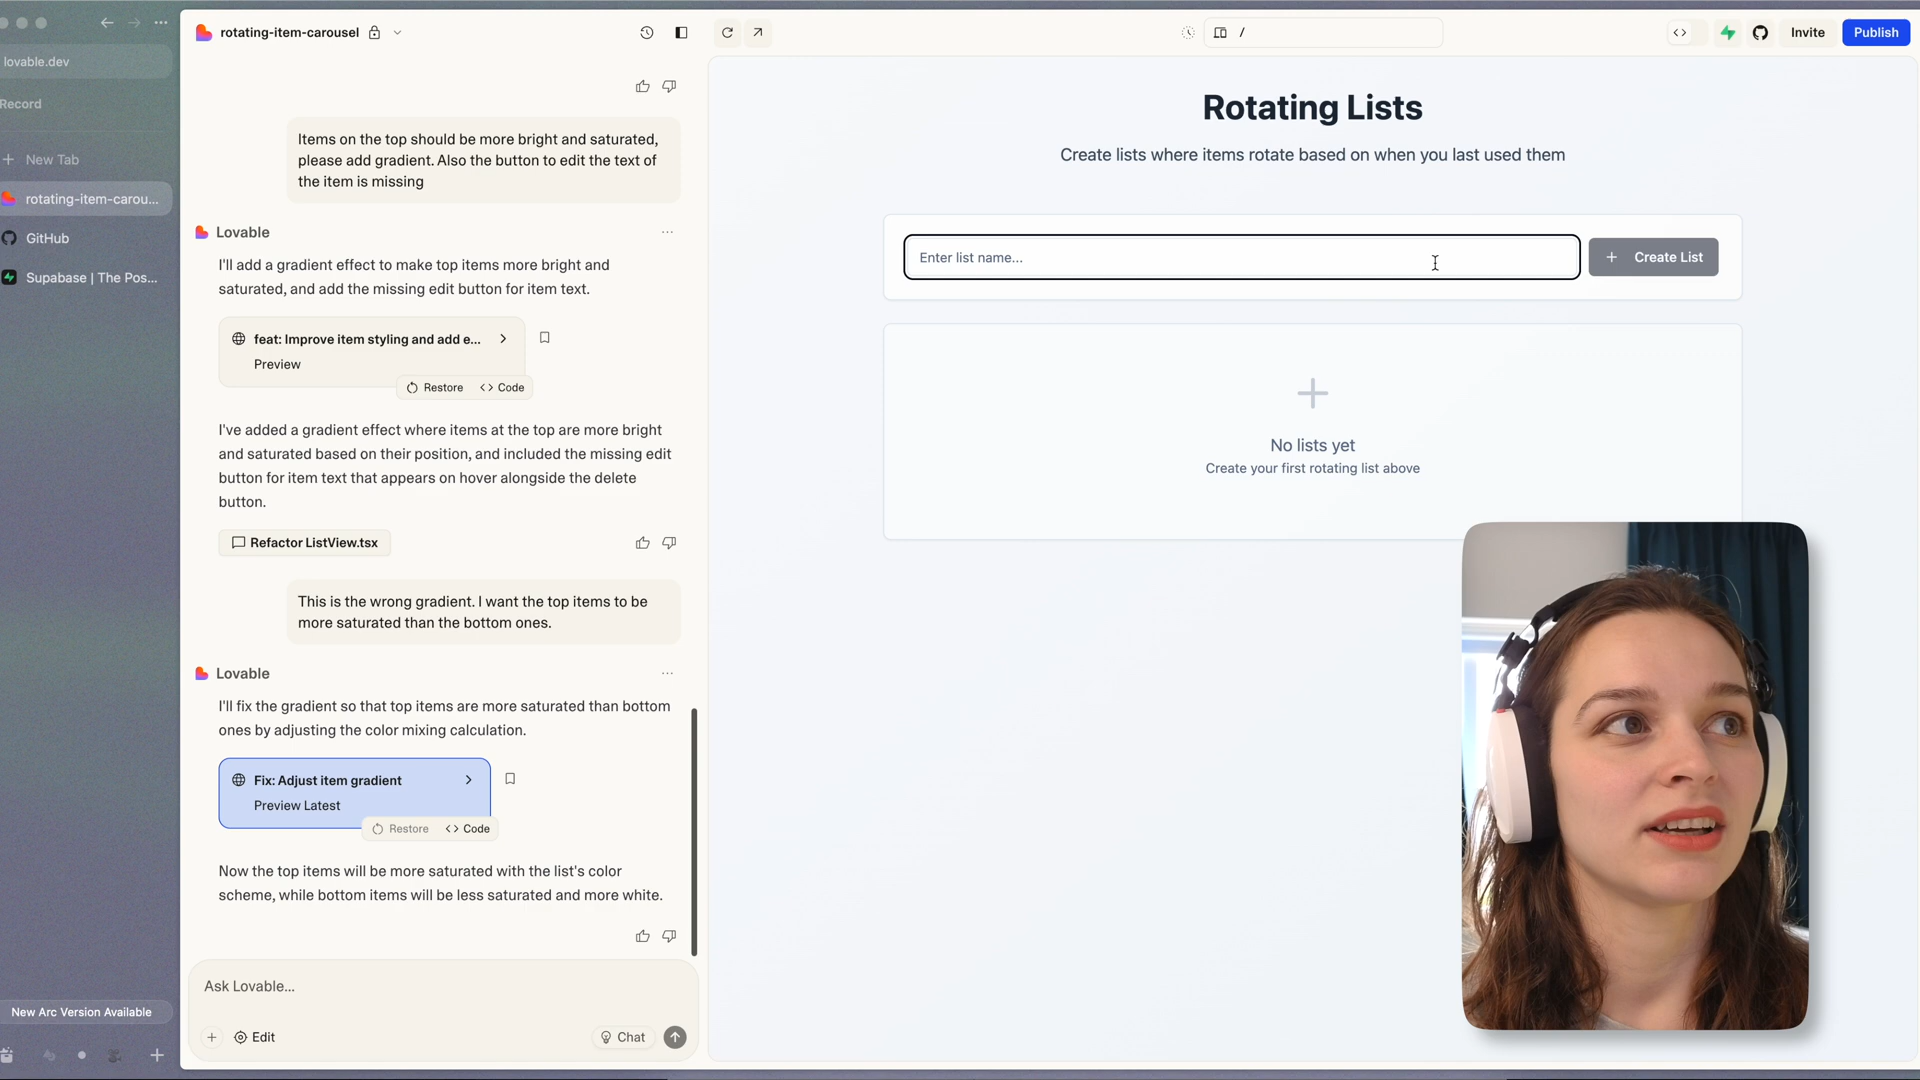 lovable.dev
Record
New Tab
rotating-item-carou...
GitHub
Supabase | The Pos...
New Arc Version Available
rotating-item-carousel
Items on the top should be more bright and saturated,
please add gradient. Also the button to edit the text of
the item is missing
Lovable
I'll add a gradient effect to make top items more bright and
saturated, and add the missing edit button for item text.
feat: Improve item styling and add e...
Preview
Restore
Code
I've added a gradient effect where items at the top are more bright
and saturated based on their position, and included the missing edit
button for item text that appears on hover alongside the delete
button.
Refactor ListView.tsx
This is the wrong gradient. I want the top items to be
more saturated than the bottom ones.
Lovable
I'll fix the gradient so that top items are more saturated than bottom
ones by adjusting the color mixing calculation.
Fix: Adjust item gradient
Preview Latest
Restore
Code
Now the top items will be more saturated with the list's color
scheme, while bottom items will be less saturated and more white.
Ask Lovable...
Edit
Chat
/
Invite
Publish
Rotating Lists
Create lists where items rotate based on when you last used them
Enter list name...
Create List
No lists yet
Create your first rotating list above